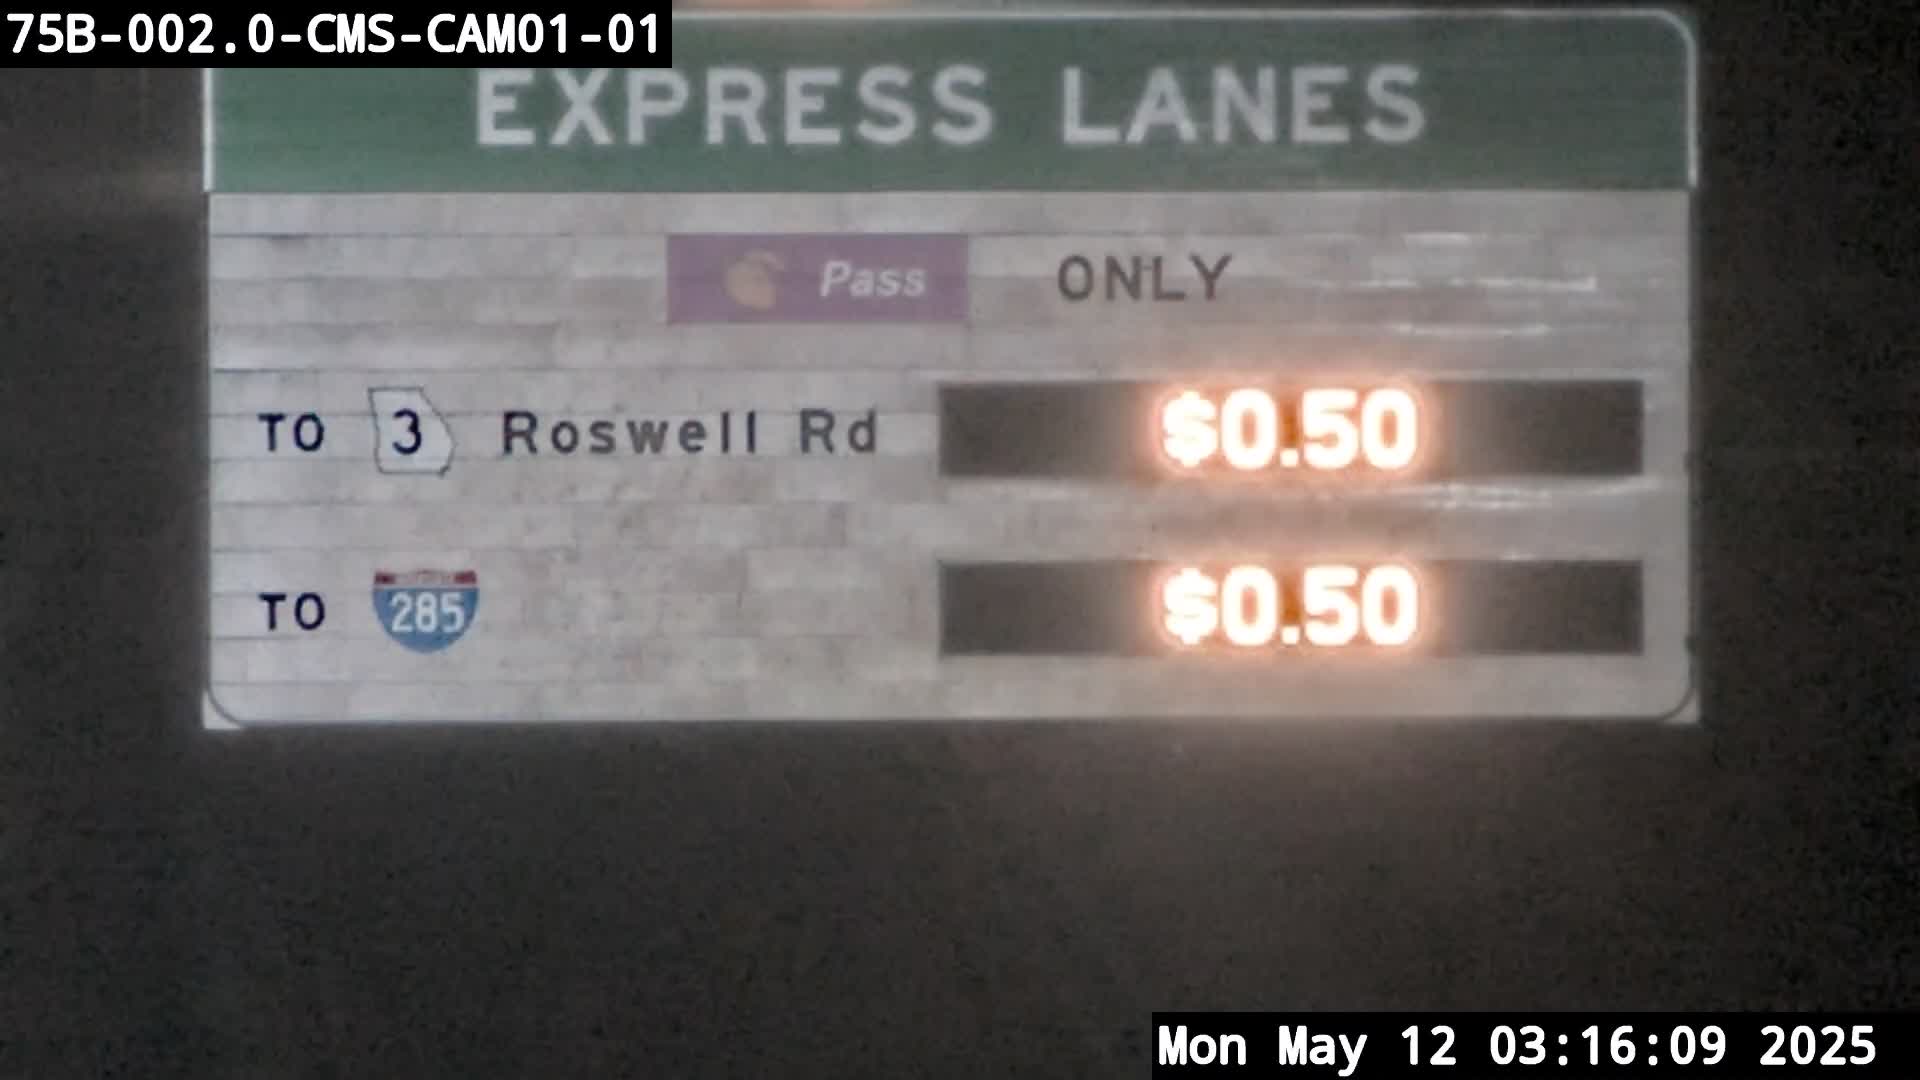 75B-002.0-CMS-CAM01-01
EXPRESS LANES
Pass ONLY
TO 3 Roswell Rd $0.50
TO 285 $0.50
Mon May 12 03:16:09 2025